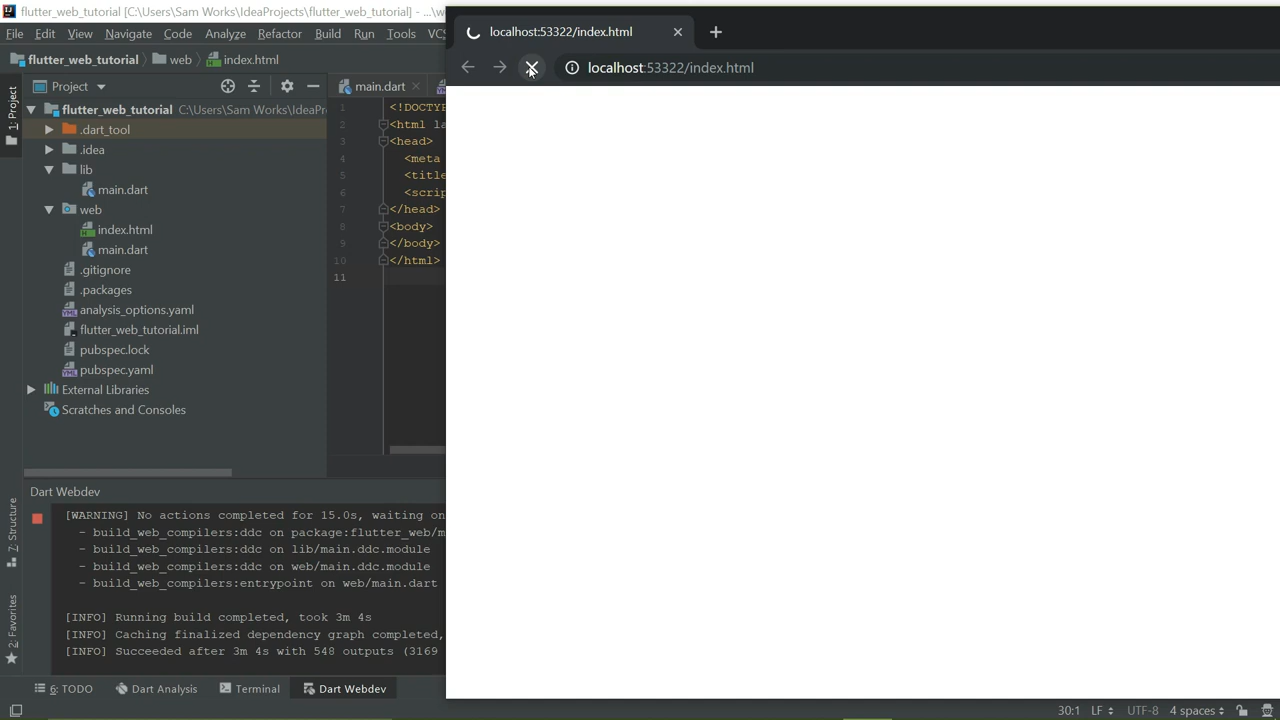 flutter_web_tutorial [C:\Users\Sam Works\IdeaProjects\flutter_web_tutorial] - ...\w
File Edit View Navigate Code Analyze Refactor Build Run Tools VCS
flutter_web_tutorial web index.html
Project
main.dart
1: Project
flutter_web_tutorial C:\Users\Sam Works\IdeaPr
.dart_tool
.idea
lib
main.dart
web
index.html
main.dart
.gitignore
.packages
analysis_options.yaml
flutter_web_tutorial.iml
pubspec.lock
pubspec.yaml
External Libraries
Scratches and Consoles
1 <!DOCTYP
2 <html la
3 <head>
4 <meta
5 <title
6 <scrip
7 </head>
8 <body>
9 </body>
10 </html>
11
localhost:53322/index.html
localhost:53322/index.html
7: Structure
2: Favorites
Dart Webdev
[WARNING] No actions completed for 15.0s, waiting on
- build_web_compilers:ddc on package:flutter_web/m
- build_web_compilers:ddc on lib/main.ddc.module
- build_web_compilers:ddc on web/main.ddc.module
- build_web_compilers:entrypoint on web/main.dart
[INFO] Running build completed, took 3m 4s
[INFO] Caching finalized dependency graph completed,
[INFO] Succeeded after 3m 4s with 548 outputs (3169
6: TODO Dart Analysis Terminal Dart Webdev
30:1 LF UTF-8 4 spaces